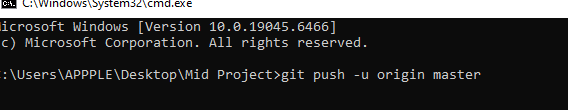 C:\Windows\System32\cmd.exe
icrosoft Windows [Version 10.0.19045.6466]
c) Microsoft Corporation. All rights reserved.
:\Users\APPPLE\Desktop\Mid Project>git push -u origin master